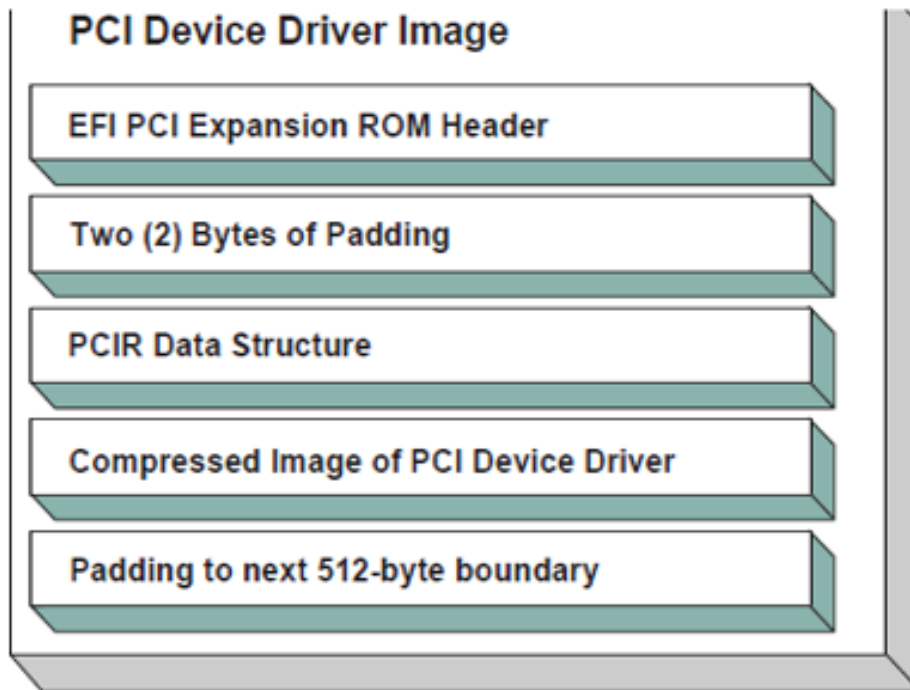 PCI Device Driver Image
EFI PCI Expansion ROM Header
Two (2) Bytes of Padding
PCIR Data Structure
Compressed Image of PCI Device Driver
Padding to next 512-byte boundary